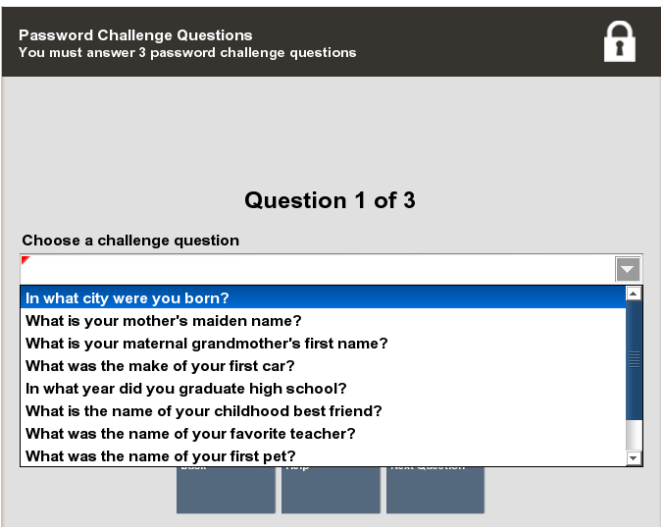 Password Challenge Questions
You must answer 3 password challenge questions
Question 1 of 3
Choose a challenge question
In what city were you born?
What is your mother's maiden name?
What is your maternal grandmother's first name?
What was the make of your first car?
In what year did you graduate high school?
What is the name of your childhood best friend?
What was the name of your favorite teacher?
What was the name of your first pet?
Back Help Next Question